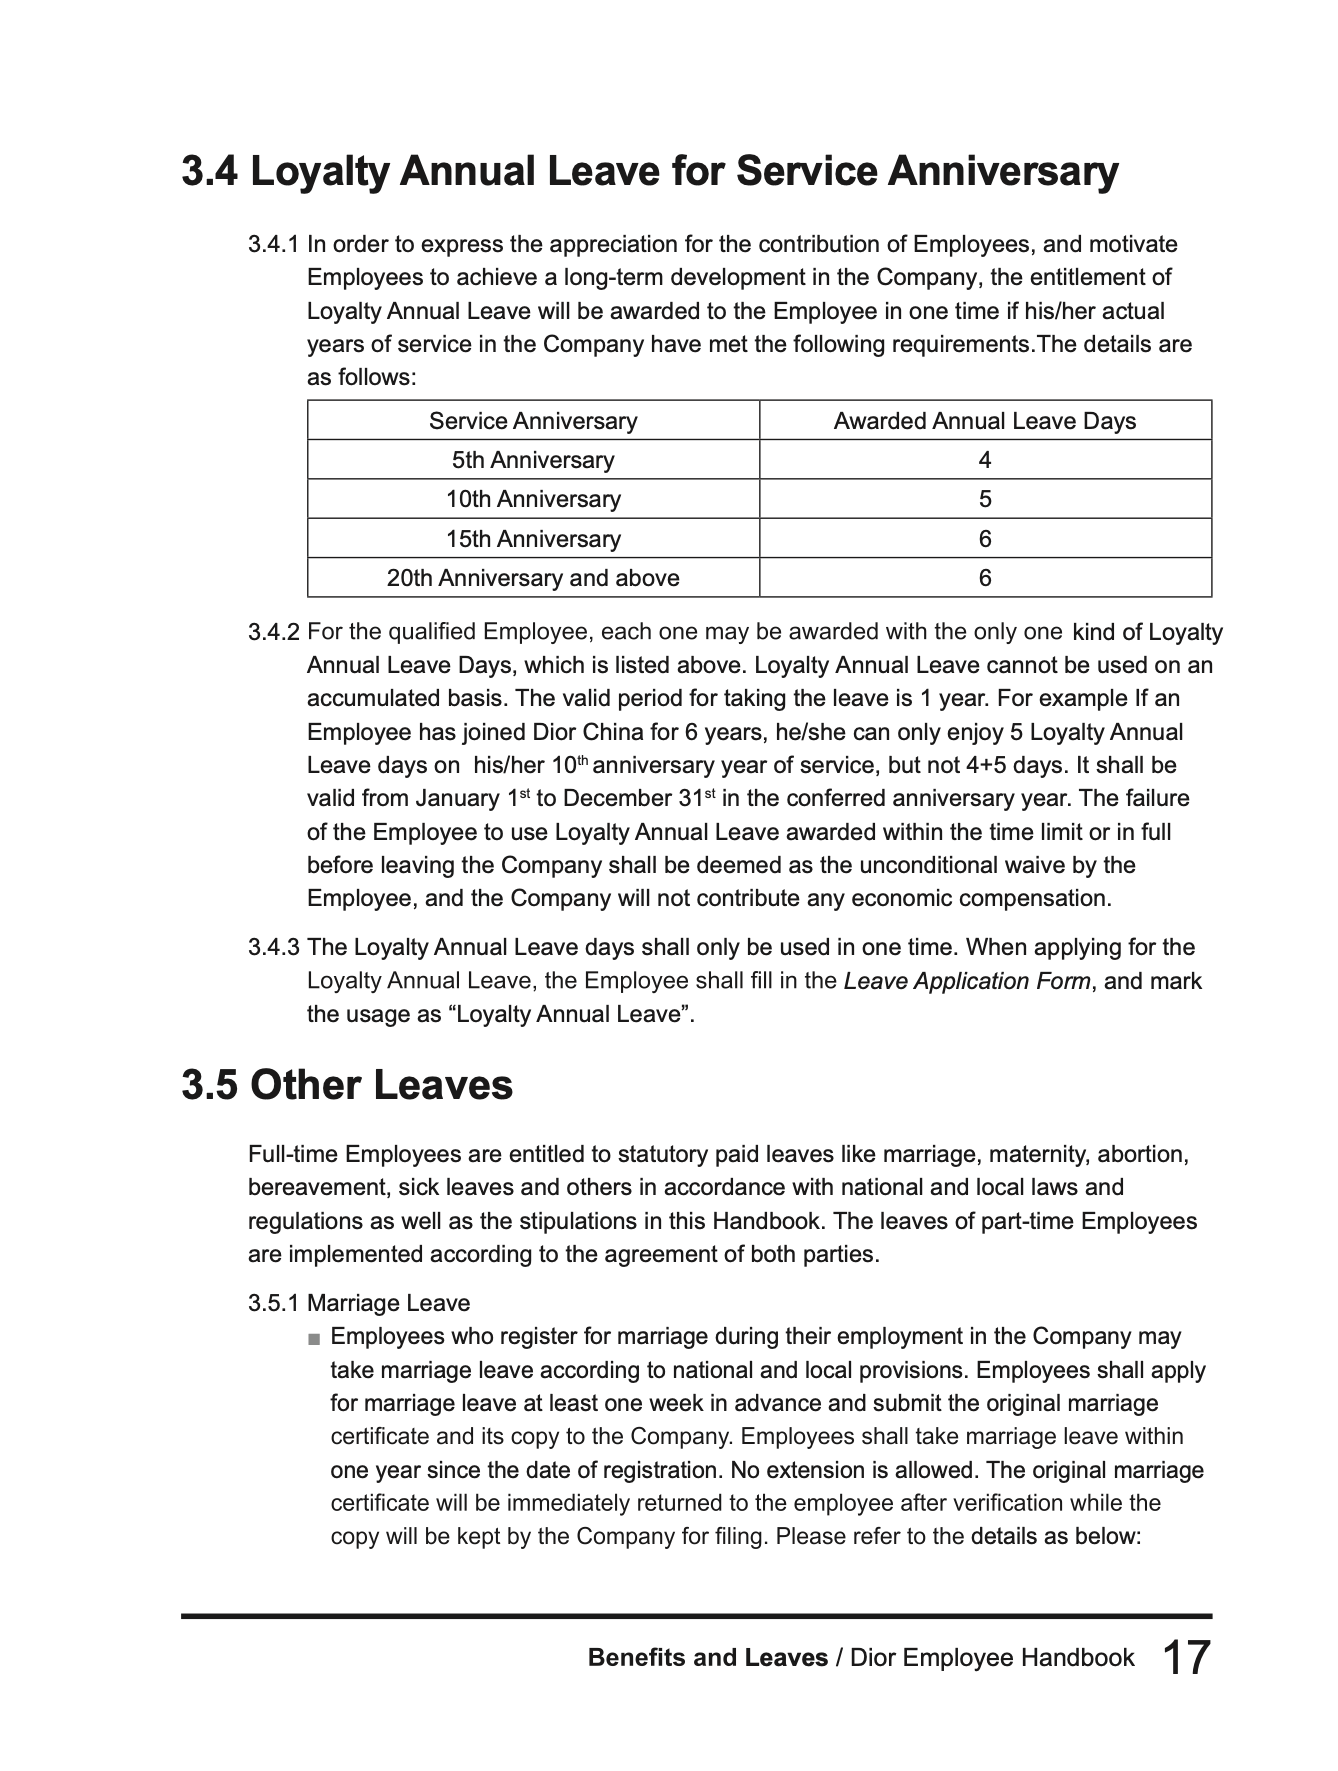 3.4 Loyalty Annual Leave for Service Anniversary
3.4.1 In order to express the appreciation for the contribution of Employees, and motivate
Employees to achieve a long-term development in the Company, the entitlement of
Loyalty Annual Leave will be awarded to the Employee in one time if his/her actual
years of service in the Company have met the following requirements.The details are
as follows:
Service Anniversary Awarded Annual Leave Days
5th Anniversary 4
10th Anniversary 5
15th Anniversary 6
20th Anniversary and above 6
3.4.2 For the qualified Employee, each one may be awarded with the only one kind of Loyalty
Annual Leave Days, which is listed above. Loyalty Annual Leave cannot be used on an
accumulated basis. The valid period for taking the leave is 1 year. For example If an
Employee has joined Dior China for 6 years, he/she can only enjoy 5 Loyalty Annual
Leave days on his/her 10th anniversary year of service, but not 4+5 days. It shall be
valid from January 1st to December 31st in the conferred anniversary year. The failure
of the Employee to use Loyalty Annual Leave awarded within the time limit or in full
before leaving the Company shall be deemed as the unconditional waive by the
Employee, and the Company will not contribute any economic compensation.
3.4.3 The Loyalty Annual Leave days shall only be used in one time. When applying for the
Loyalty Annual Leave, the Employee shall fill in the Leave Application Form, and mark
the usage as “Loyalty Annual Leave”.
3.5 Other Leaves
Full-time Employees are entitled to statutory paid leaves like marriage, maternity, abortion,
bereavement, sick leaves and others in accordance with national and local laws and
regulations as well as the stipulations in this Handbook. The leaves of part-time Employees
are implemented according to the agreement of both parties.
3.5.1 Marriage Leave
■ Employees who register for marriage during their employment in the Company may
take marriage leave according to national and local provisions. Employees shall apply
for marriage leave at least one week in advance and submit the original marriage
certificate and its copy to the Company. Employees shall take marriage leave within
one year since the date of registration. No extension is allowed. The original marriage
certificate will be immediately returned to the employee after verification while the
copy will be kept by the Company for filing. Please refer to the details as below:
Benefits and Leaves / Dior Employee Handbook 17